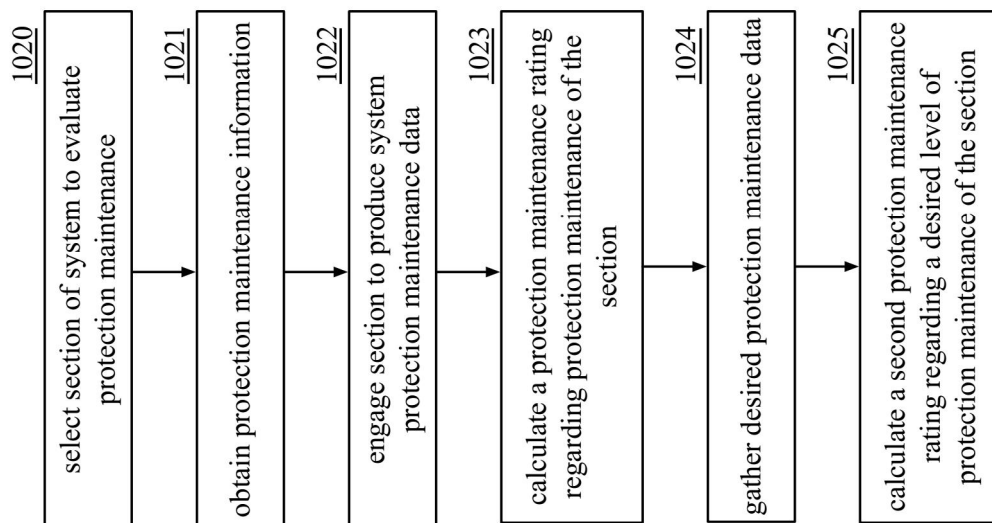 1020
select section of system to evaluate
protection maintenance
1021
obtain protection maintenance information
1022
engage section to produce system
protection maintenance data
1023
calculate a protection maintenance rating
regarding protection maintenance of the
section
1024
gather desired protection maintenance data
1025
calculate a second protection maintenance
rating regarding a desired level of
protection maintenance of the section